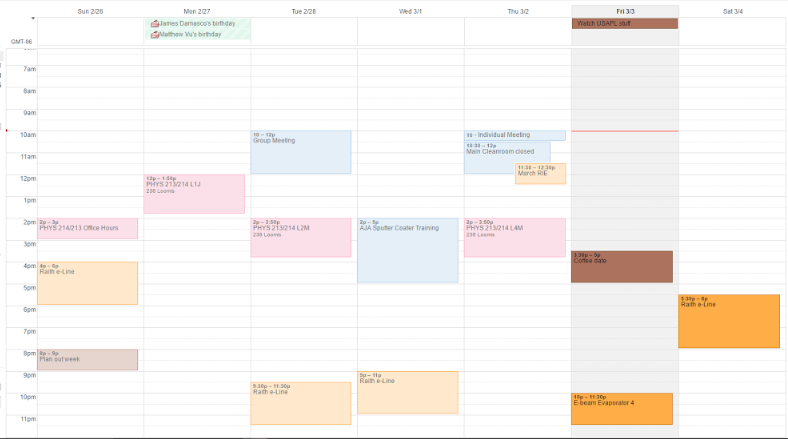 Sun 2/26
Mon 2/27
Tue 2/28
Wed 3/1
Thu 3/2
Fri 3/3
Sat 3/4
GMT-06
James Damasco's birthday
Matthew Vu's birthday
Watch USAPL stuff
7am
8am
9am
10am
11am
12pm
1pm
2pm
3pm
4pm
5pm
6pm
7pm
8pm
9pm
10pm
11pm
2p – 3p
PHYS 214/213 Office Hours
4p – 6p
Raith e-Line
8p – 9p
Plan out week
12p – 1:50p
PHYS 213/214 L1J
236 Loomis
10 – 12p
Group Meeting
2p – 3:50p
PHYS 213/214 L2M
236 Loomis
9:30p – 11:30p
Raith e-Line
2p – 5p
AJA Sputter Coater Training
9p – 11p
Raith e-Line
10 - Individual Meeting
10:30 – 12p
Main Cleanroom closed
11:30 – 12:30p
March RIE
2p – 3:50p
PHYS 213/214 L4M
236 Loomis
3:30p – 5p
Coffee date
10p – 11:30p
E-beam Evaporator 4
5:30p – 8p
Raith e-Line